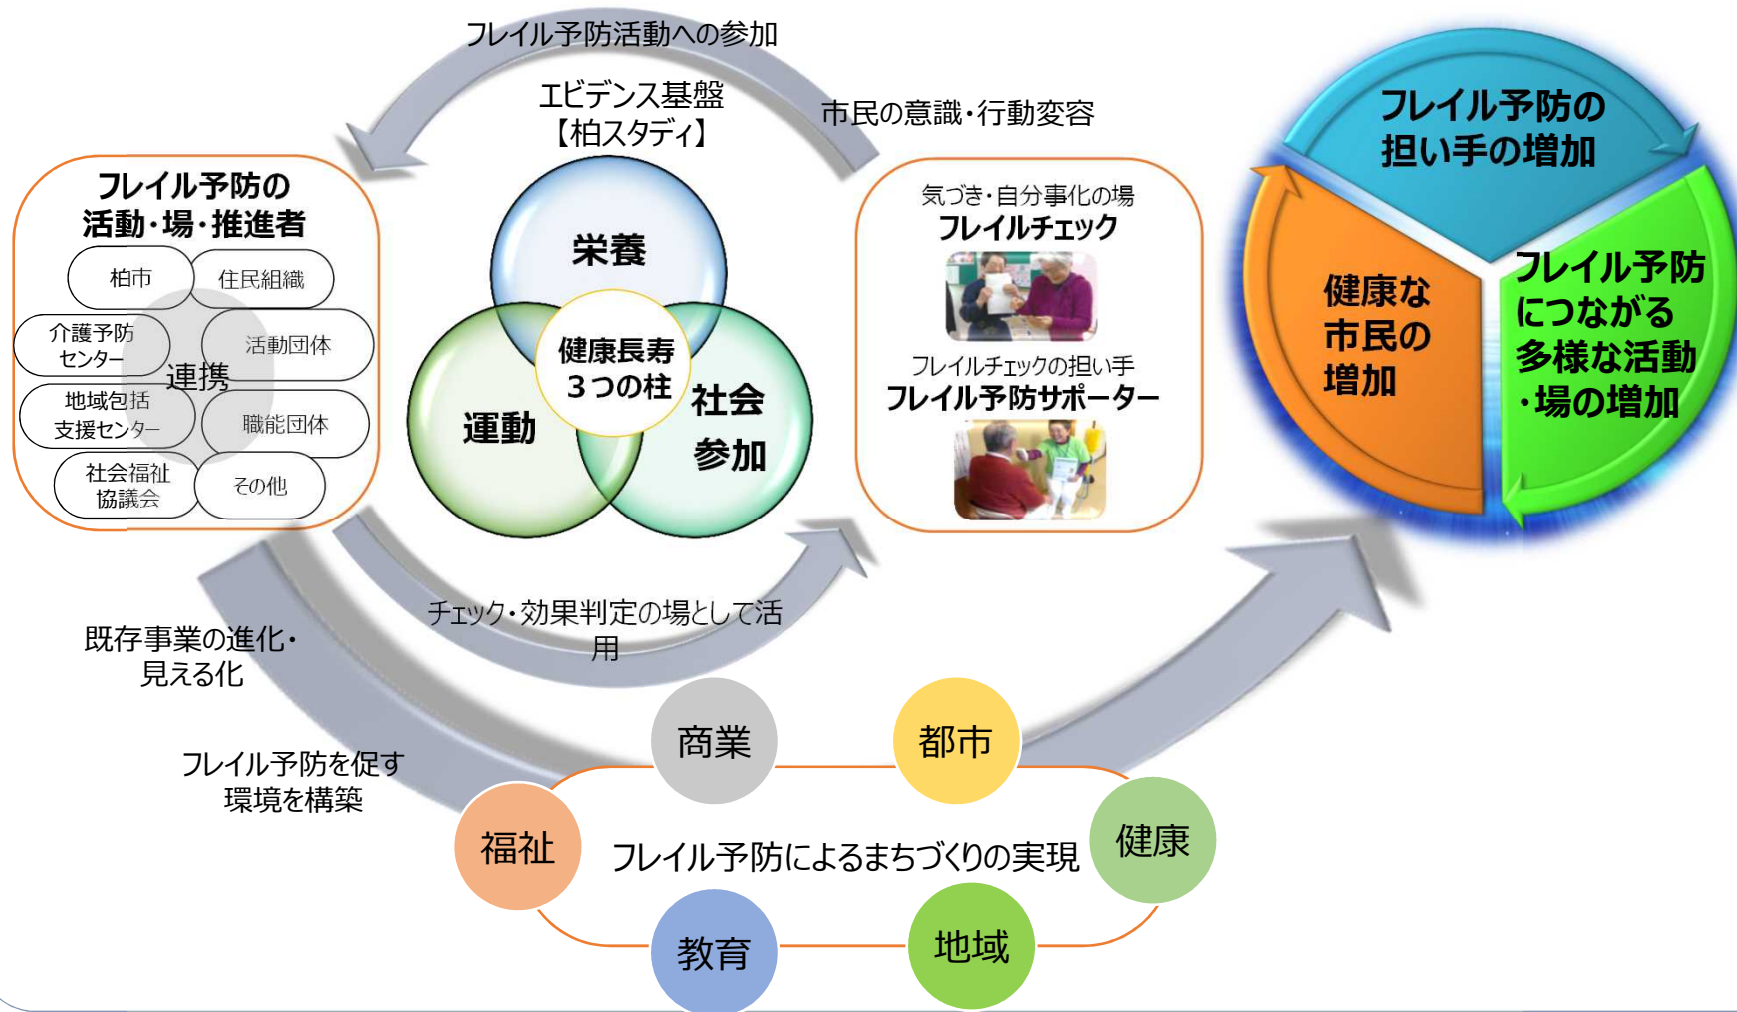 フレイル予防活動への参加
エビデンス基盤
【柏スタディ】
市民の意識・行動変容
フレイル予防の
活動・場・推進者
柏市
住民組織
介護予防
センター
活動団体
連携
地域包括
支援センター
職能団体
社会福祉
協議会
その他
栄養
健康長寿
３つの柱
運動
社会
参加
気づき・自分事化の場
フレイルチェック
フレイルチェックの担い手
フレイル予防サポーター
フレイル予防の
担い手の増加
健康な
市民の
増加
フレイル予防
につながる
多様な活動
・場の増加
チェック・効果判定の場として活
用
既存事業の進化・
見える化
フレイル予防を促す
環境を構築
商業
都市
福祉
フレイル予防によるまちづくりの実現
健康
教育
地域